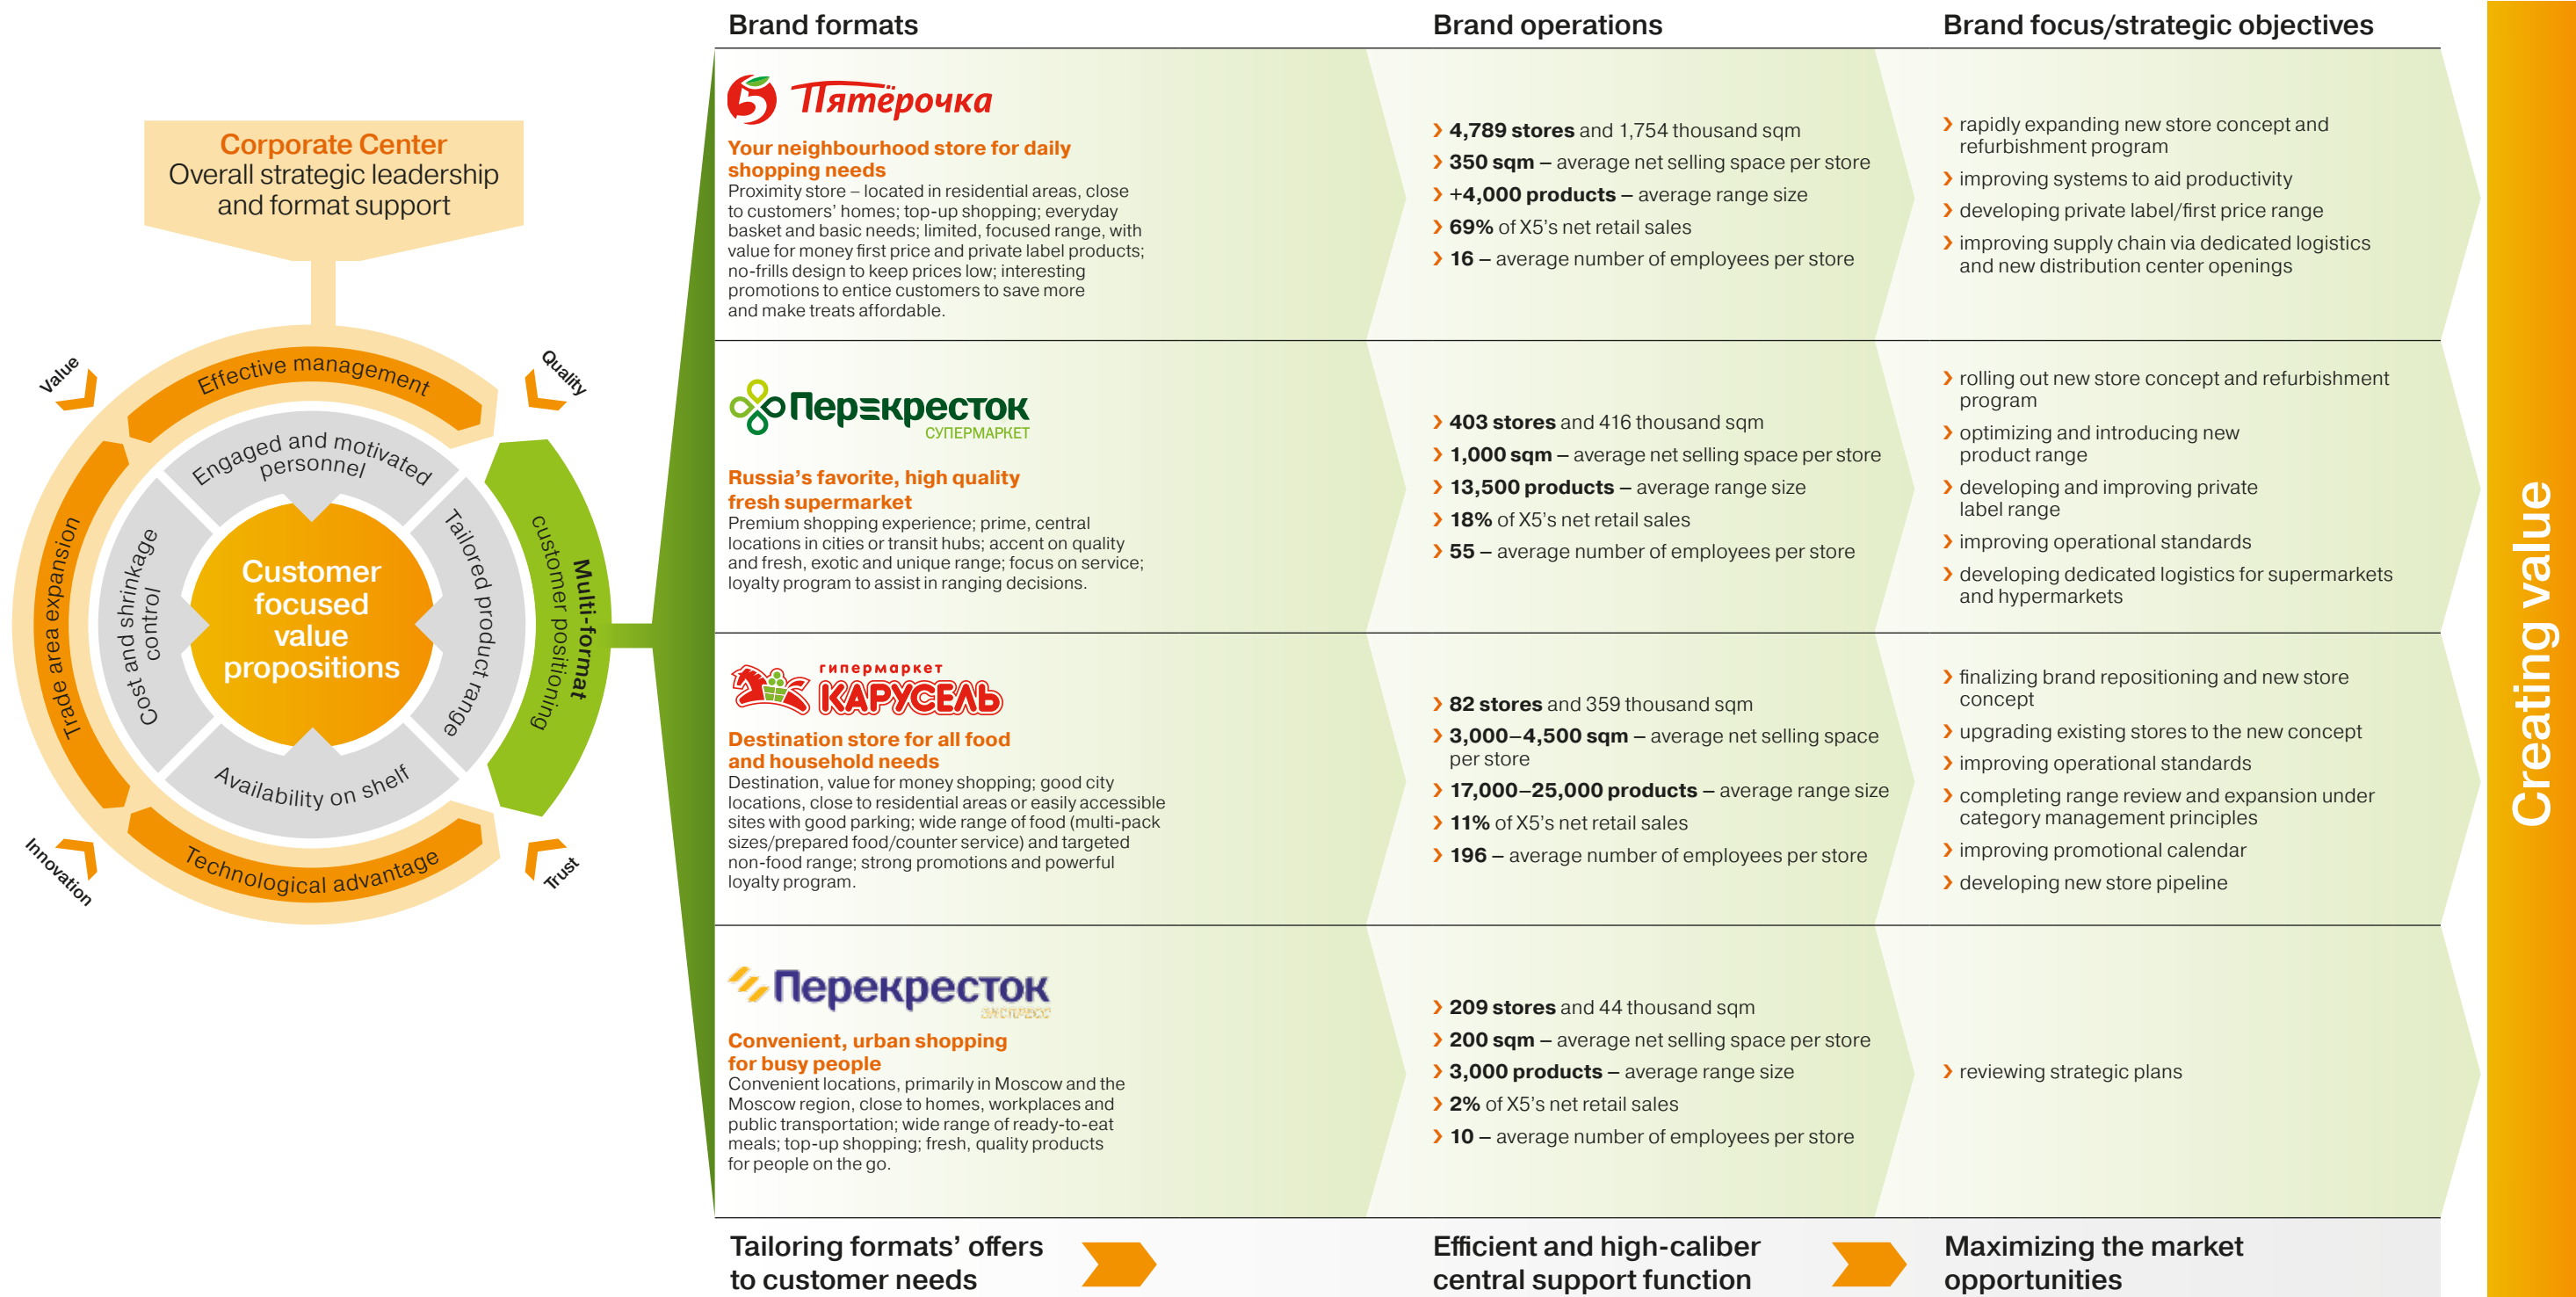 Corporate Center
Overall strategic leadership
and format support
Value
Quality
Innovation
Trust
Effective management
Trade area expansion
Technological advantage
Multi-format
customer positioning
Engaged and motivated
personnel
Tailored product range
Availability on shelf
Cost and shrinkage
control
Customer
focused
value
propositions
Brand formats
Brand operations
Brand focus/strategic objectives
5 Пятёрочка
Your neighbourhood store for daily
shopping needs
Proximity store – located in residential areas, close
to customers’ homes; top-up shopping; everyday
basket and basic needs; limited, focused range, with
value for money first price and private label products;
no-frills design to keep prices low; interesting
promotions to entice customers to save more
and make treats affordable.
› 4,789 stores and 1,754 thousand sqm
› 350 sqm – average net selling space per store
› +4,000 products – average range size
› 69% of X5’s net retail sales
› 16 – average number of employees per store
› rapidly expanding new store concept and
refurbishment program
› improving systems to aid productivity
› developing private label/first price range
› improving supply chain via dedicated logistics
and new distribution center openings
Перекресток
СУПЕРМАРКЕТ
Russia’s favorite, high quality
fresh supermarket
Premium shopping experience; prime, central
locations in cities or transit hubs; accent on quality
and fresh, exotic and unique range; focus on service;
loyalty program to assist in ranging decisions.
› 403 stores and 416 thousand sqm
› 1,000 sqm – average net selling space per store
› 13,500 products – average range size
› 18% of X5’s net retail sales
› 55 – average number of employees per store
› rolling out new store concept and refurbishment
program
› optimizing and introducing new
product range
› developing and improving private
label range
› improving operational standards
› developing dedicated logistics for supermarkets
and hypermarkets
гипермаркет
КАРУСЕЛЬ
Destination store for all food
and household needs
Destination, value for money shopping; good city
locations, close to residential areas or easily accessible
sites with good parking; wide range of food (multi-pack
sizes/prepared food/counter service) and targeted
non-food range; strong promotions and powerful
loyalty program.
› 82 stores and 359 thousand sqm
› 3,000–4,500 sqm – average net selling space
per store
› 17,000–25,000 products – average range size
› 11% of X5’s net retail sales
› 196 – average number of employees per store
› finalizing brand repositioning and new store
concept
› upgrading existing stores to the new concept
› improving operational standards
› completing range review and expansion under
category management principles
› improving promotional calendar
› developing new store pipeline
Перекресток
ЭКСПРЕСС
Convenient, urban shopping
for busy people
Convenient locations, primarily in Moscow and the
Moscow region, close to homes, workplaces and
public transportation; wide range of ready-to-eat
meals; top-up shopping; fresh, quality products
for people on the go.
› 209 stores and 44 thousand sqm
› 200 sqm – average net selling space per store
› 3,000 products – average range size
› 2% of X5’s net retail sales
› 10 – average number of employees per store
› reviewing strategic plans
Tailoring formats’ offers
to customer needs
Efficient and high-caliber
central support function
Maximizing the market
opportunities
Creating value